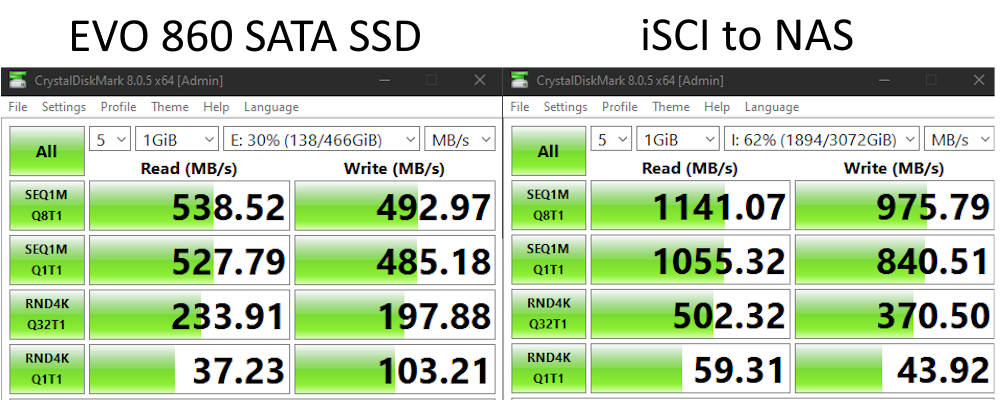 EVO 860 SATA SSD
CrystalDiskMark 8.0.5 x64 [Admin]
File Settings Profile Theme Help Language
All 5 1GiB E: 30% (138/466GiB) MB/s
Read (MB/s) Write (MB/s)
SEQ1M
Q8T1 538.52 492.97
SEQ1M
Q1T1 527.79 485.18
RND4K
Q32T1 233.91 197.88
RND4K
Q1T1 37.23 103.21
iSCI to NAS
CrystalDiskMark 8.0.5 x64 [Admin]
File Settings Profile Theme Help Language
All 5 1GiB I: 62% (1894/3072GiB) MB/s
Read (MB/s) Write (MB/s)
SEQ1M
Q8T1 1141.07 975.79
SEQ1M
Q1T1 1055.32 840.51
RND4K
Q32T1 502.32 370.50
RND4K
Q1T1 59.31 43.92